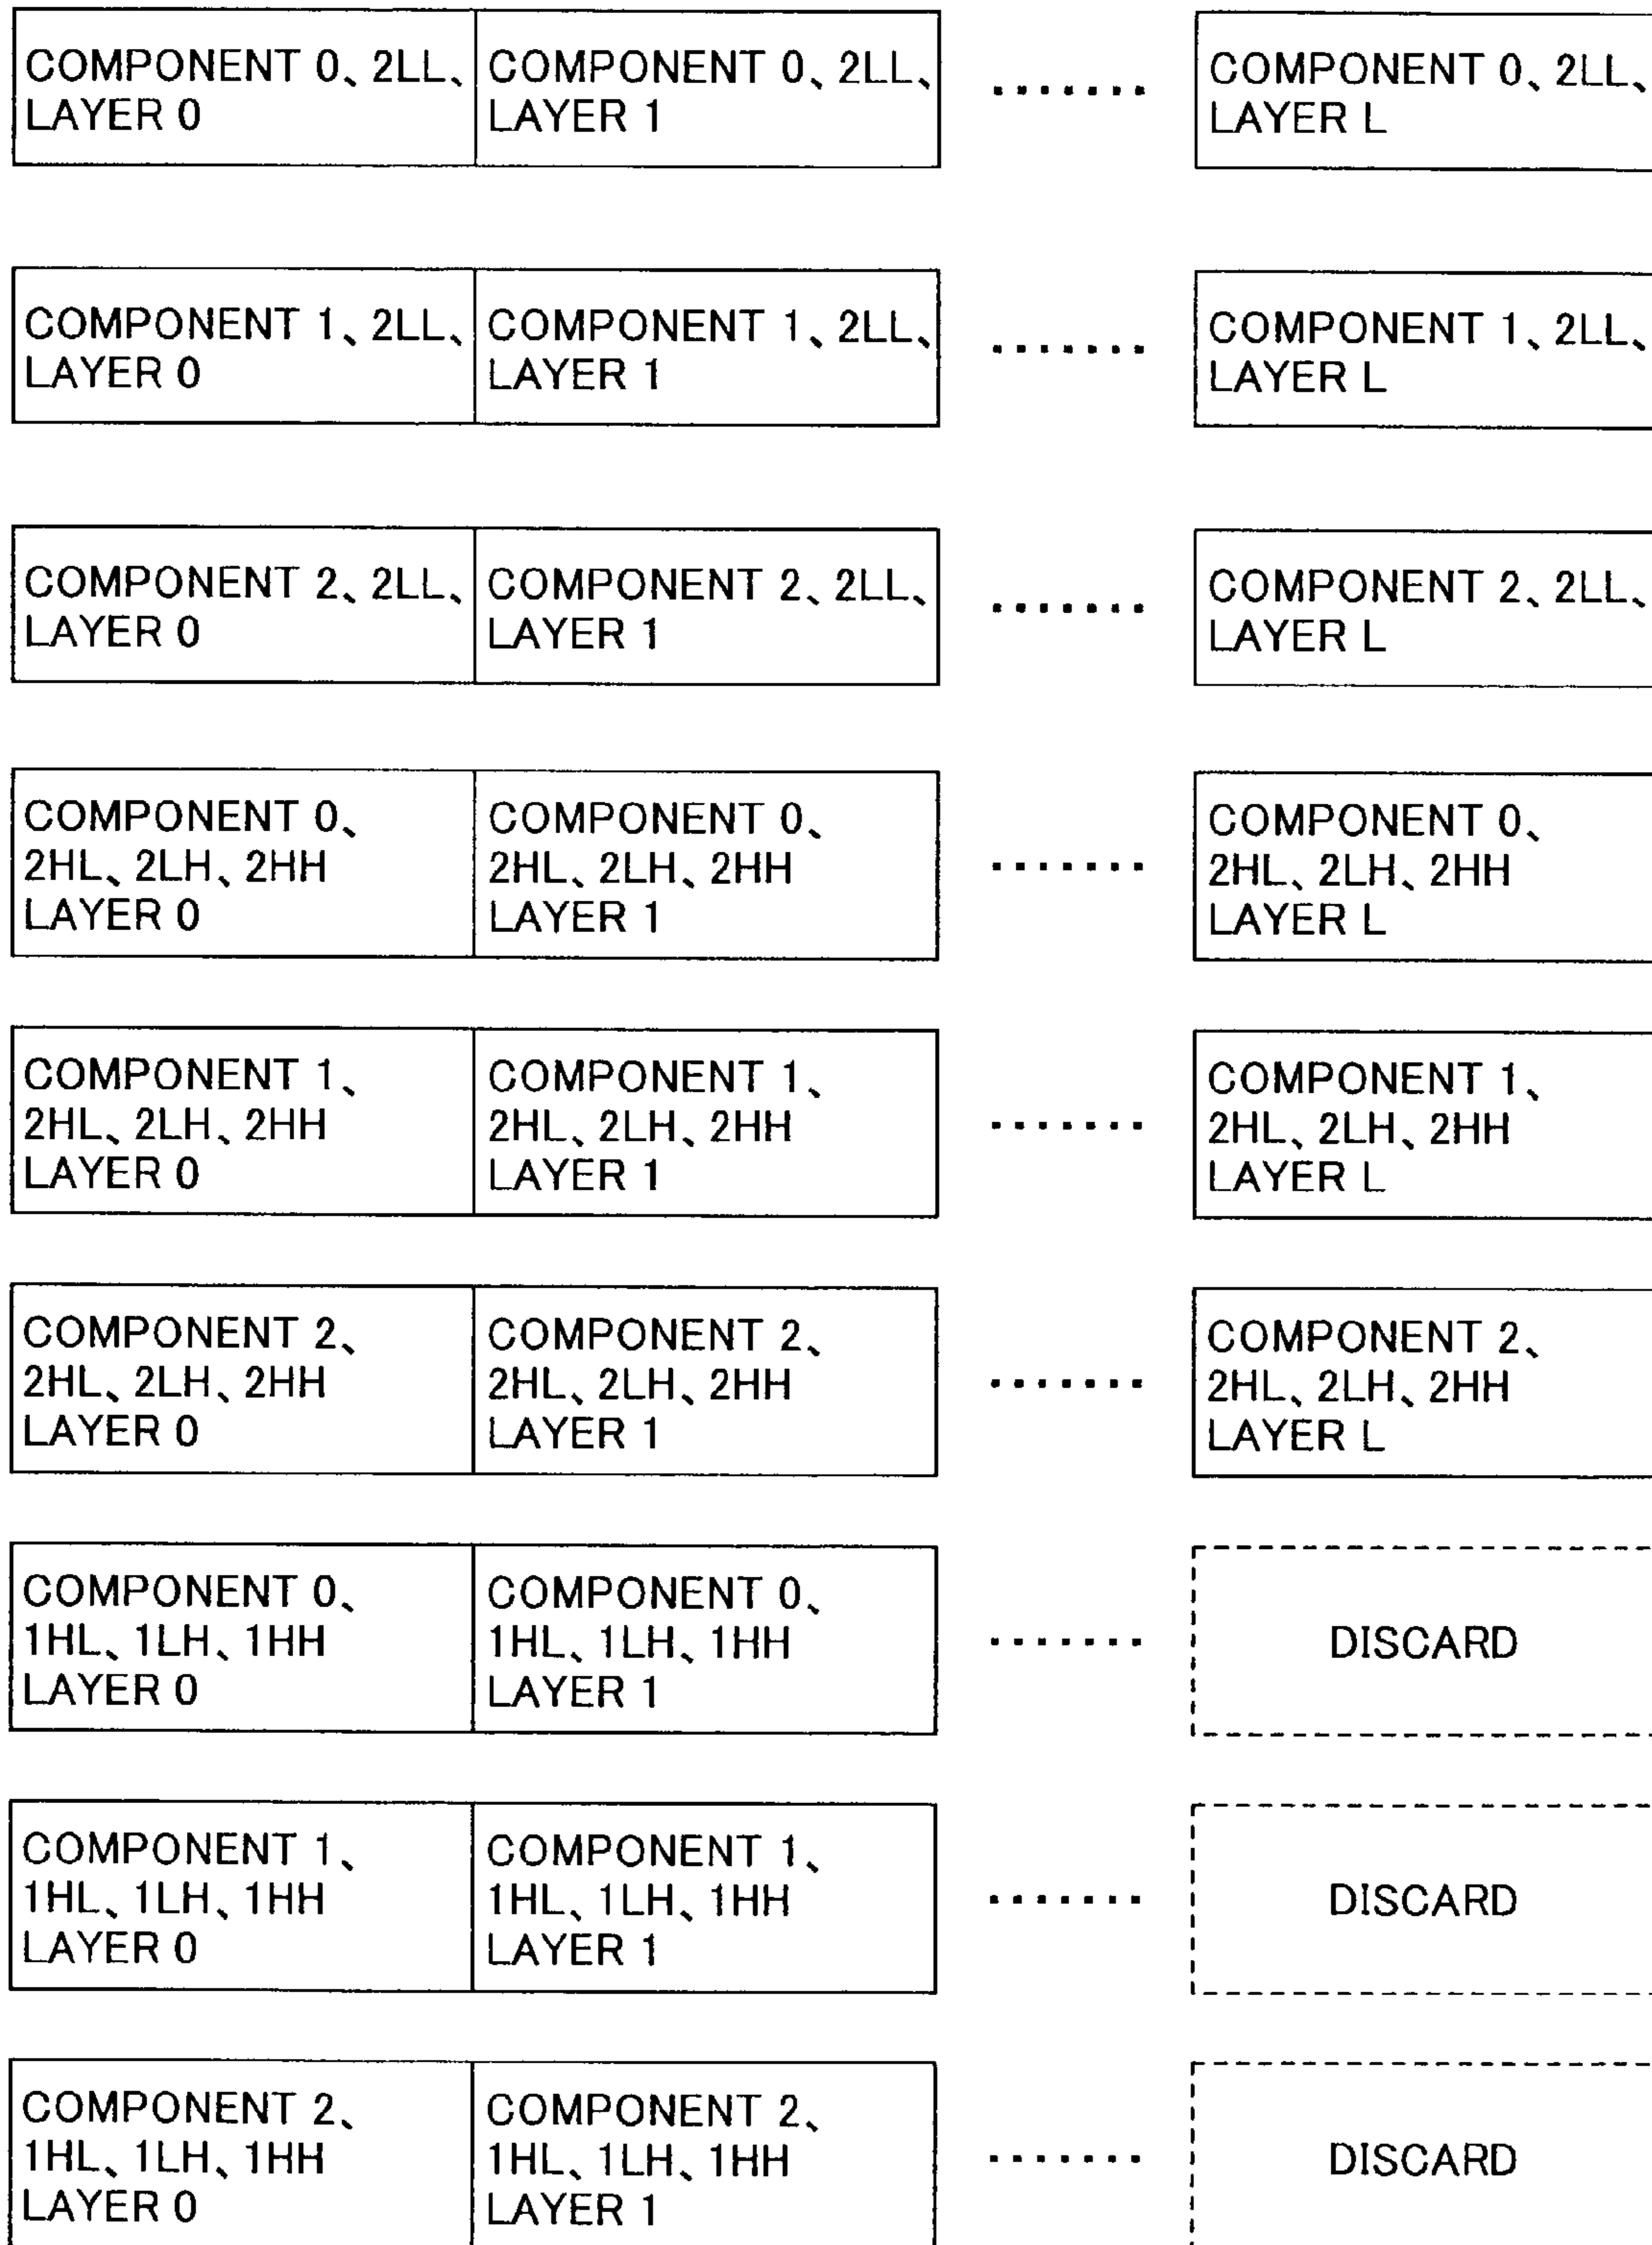 COMPONENT 0、2LL、
LAYER 0
COMPONENT 0、2LL、
LAYER 1
.......
COMPONENT 0、2LL、
LAYER L
COMPONENT 1、2LL、
LAYER 0
COMPONENT 1、2LL、
LAYER 1
.......
COMPONENT 1、2LL、
LAYER L
COMPONENT 2、2LL、
LAYER 0
COMPONENT 2、2LL、
LAYER 1
.......
COMPONENT 2、2LL、
LAYER L
COMPONENT 0、
2HL、2LH、2HH
LAYER 0
COMPONENT 0、
2HL、2LH、2HH
LAYER 1
.......
COMPONENT 0、
2HL、2LH、2HH
LAYER L
COMPONENT 1、
2HL、2LH、2HH
LAYER 0
COMPONENT 1、
2HL、2LH、2HH
LAYER 1
.......
COMPONENT 1、
2HL、2LH、2HH
LAYER L
COMPONENT 2、
2HL、2LH、2HH
LAYER 0
COMPONENT 2、
2HL、2LH、2HH
LAYER 1
.......
COMPONENT 2、
2HL、2LH、2HH
LAYER L
COMPONENT 0、
1HL、1LH、1HH
LAYER 0
COMPONENT 0、
1HL、1LH、1HH
LAYER 1
.......
DISCARD
COMPONENT 1、
1HL、1LH、1HH
LAYER 0
COMPONENT 1、
1HL、1LH、1HH
LAYER 1
.......
DISCARD
COMPONENT 2、
1HL、1LH、1HH
LAYER 0
COMPONENT 2、
1HL、1LH、1HH
LAYER 1
.......
DISCARD